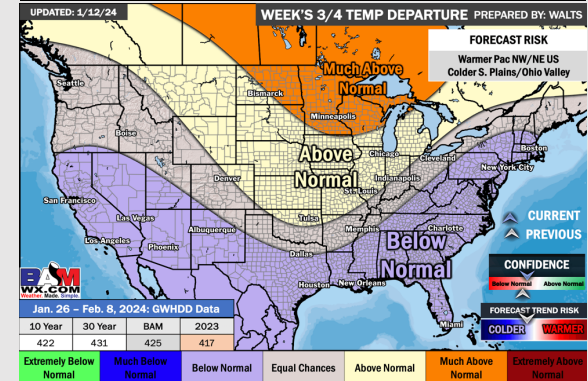 UPDATED: 1/12/24
WEEK'S 3/4 TEMP DEPARTURE PREPARED BY: WALTS
FORECAST RISK
Warmer Pac NW/NE US
Colder S. Plains/Ohio Valley
Much Above
Normal
Seattle
Bismarck
Minneapolis
Boise
Boston
Above
Normal
Chicago
Cleveland
New York City
Denver
Indianapolis
St. Louis
San Francisco
Las Vegas
Tulsa
Albuquerque
Memphis
Charlotte
Los Angeles
Phoenix
Below
Normal
Dallas
Houston
New Orleans
Miami
CURRENT
PREVIOUS
CONFIDENCE
Below Normal Above Normal
FORECAST TREND RISK
COLDER WARMER
BAM
WX.COM
Weather. Made. Simple.
Jan. 26 – Feb. 8, 2024: GWHDD Data
10 Year 30 Year BAM 2023
422 431 425 417
Extremely Below Normal
Much Below Normal
Below Normal
Equal Chances
Above Normal
Much Above Normal
Extremely Above Normal